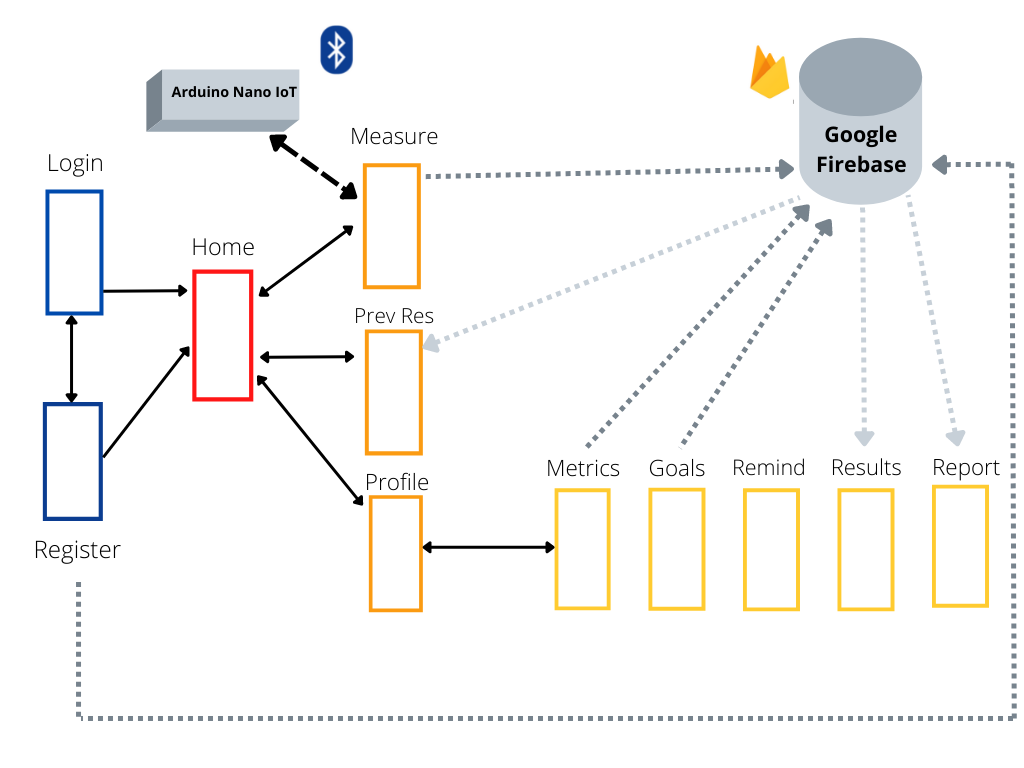 Arduino Nano IoT
Google
Firebase
Measure
Login
Home
Prev Res
Profile
Metrics
Goals
Remind
Results
Report
Register